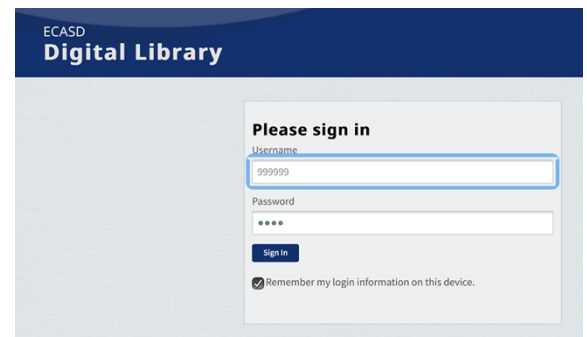 ECASD
Digital Library
Please sign in
Username
999999
Password
••••
Sign In
Remember my login information on this device.